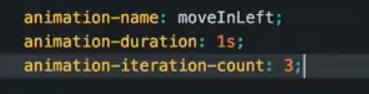 animation-name: moveInLeft;
animation-duration: 1s;
animation-iteration-count: 3;